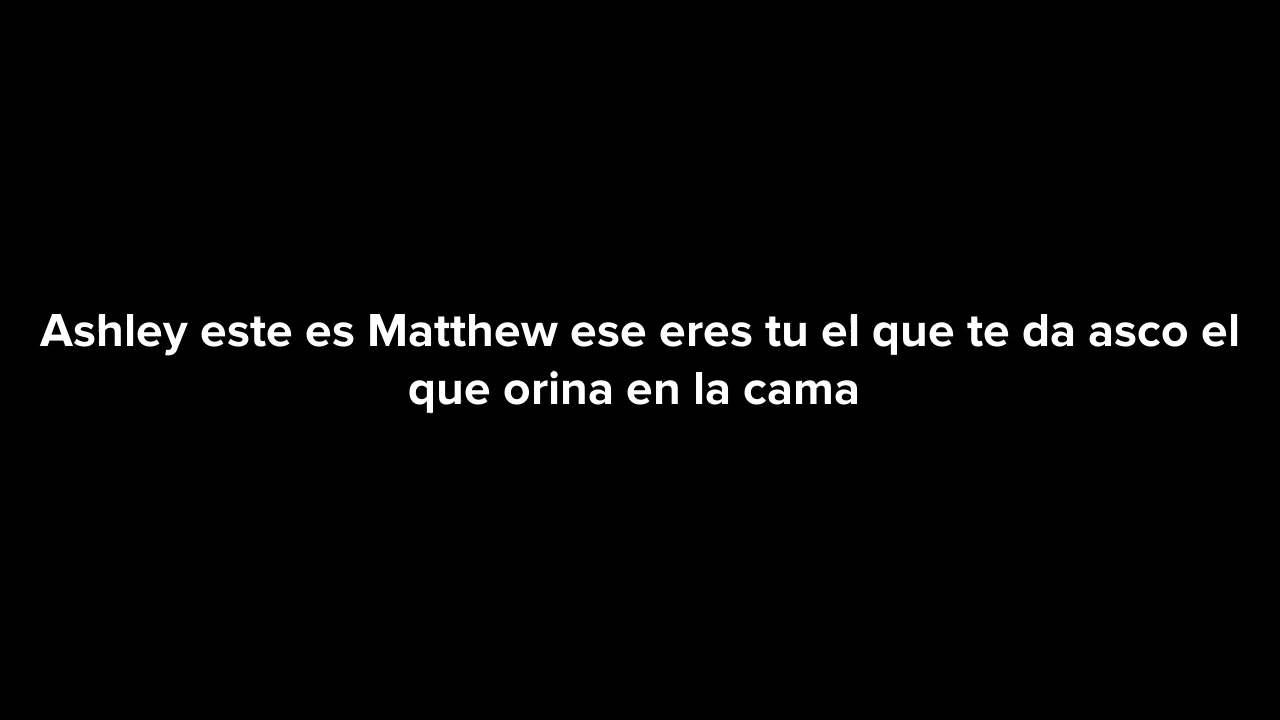 Ashley este es Matthew ese eres tu el que te da asco el
que orina en la cama